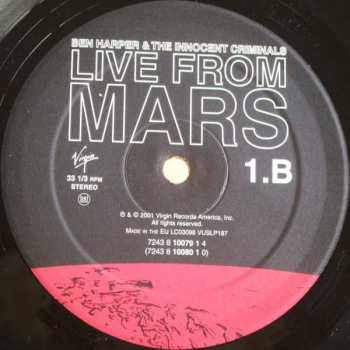 BEN HARPER & THE INNOCENT CRIMINALS
LIVE FROM
MARS
Virgin
1.B
33 1/3 RPM
STEREO
℗ & © 2001 Virgin Records America, Inc.
All rights reserved.
MADE IN THE EU LC03098 VUSLP187
7243 8 10079 1 4
(7243 8 10080 1 0)